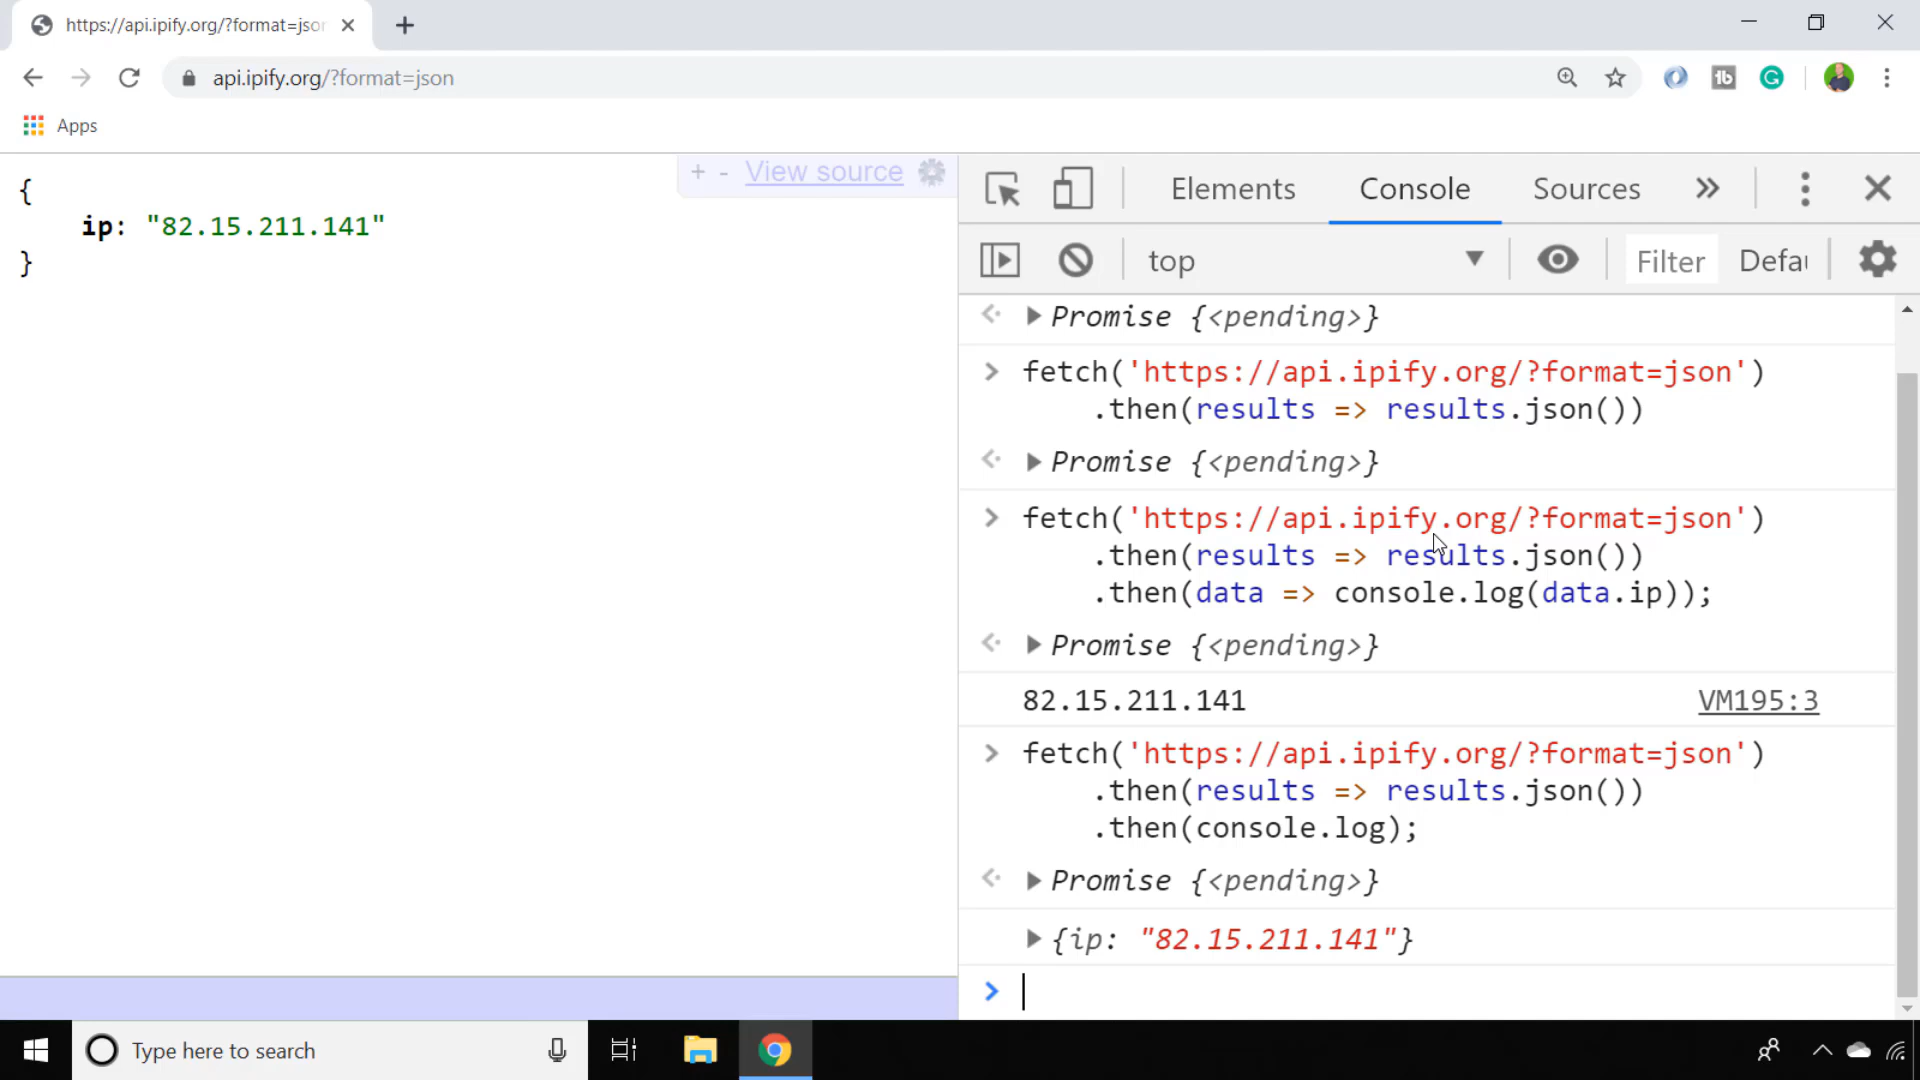 https://api.ipify.org/?format=jso
api.ipify.org/?format=json
Apps
{
ip: "82.15.211.141"
}
+ - View source
Elements Console Sources »
top Filter Defau
Promise {<pending>}
> fetch('https://api.ipify.org/?format=json')
.then(results => results.json())
Promise {<pending>}
> fetch('https://api.ipify.org/?format=json')
.then(results => results.json())
.then(data => console.log(data.ip));
Promise {<pending>}
82.15.211.141 VM195:3
> fetch('https://api.ipify.org/?format=json')
.then(results => results.json())
.then(console.log);
Promise {<pending>}
{ip: "82.15.211.141"}
>
Type here to search